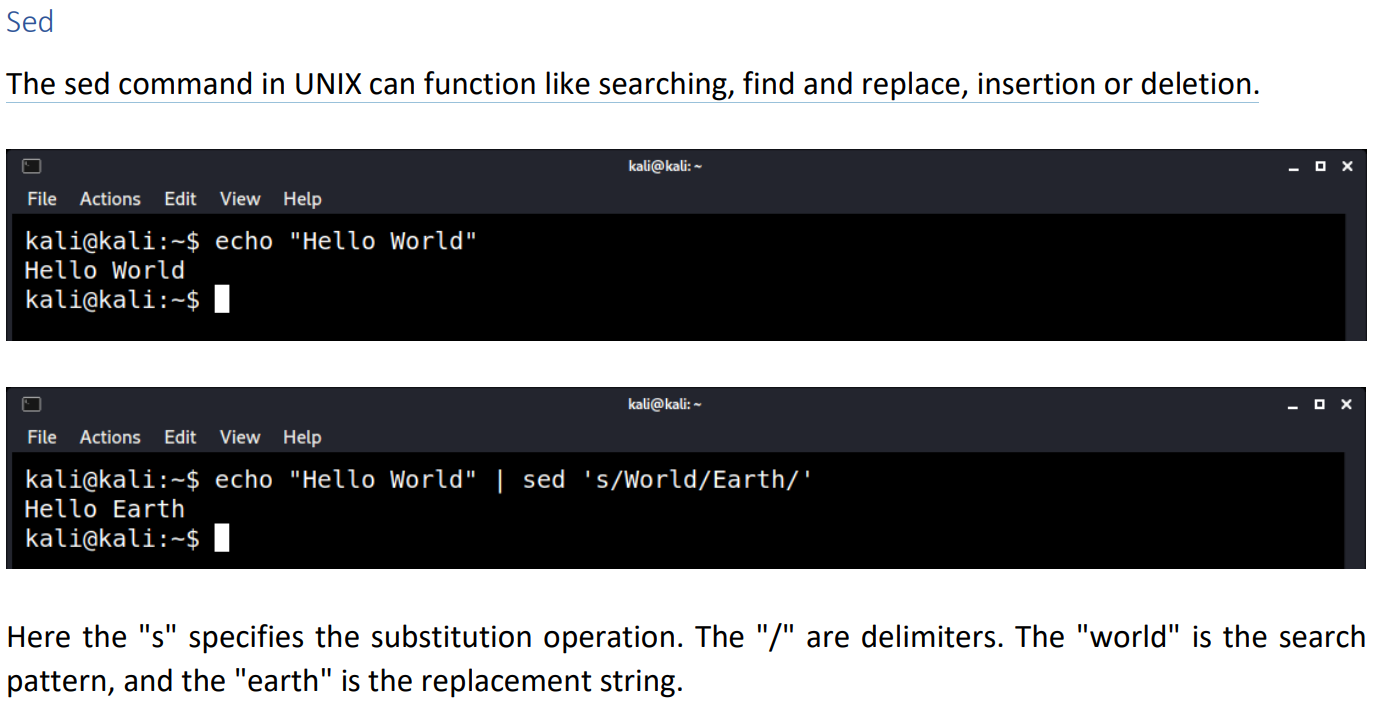 Sed
The sed command in UNIX can function like searching, find and replace, insertion or deletion.
kali@kali: ~
File Actions Edit View Help
kali@kali:~$ echo "Hello World"
Hello World
kali@kali:~$
kali@kali: ~
File Actions Edit View Help
kali@kali:~$ echo "Hello World" | sed 's/World/Earth/'
Hello Earth
kali@kali:~$
Here the "s" specifies the substitution operation. The "/" are delimiters. The "world" is the search
pattern, and the "earth" is the replacement string.